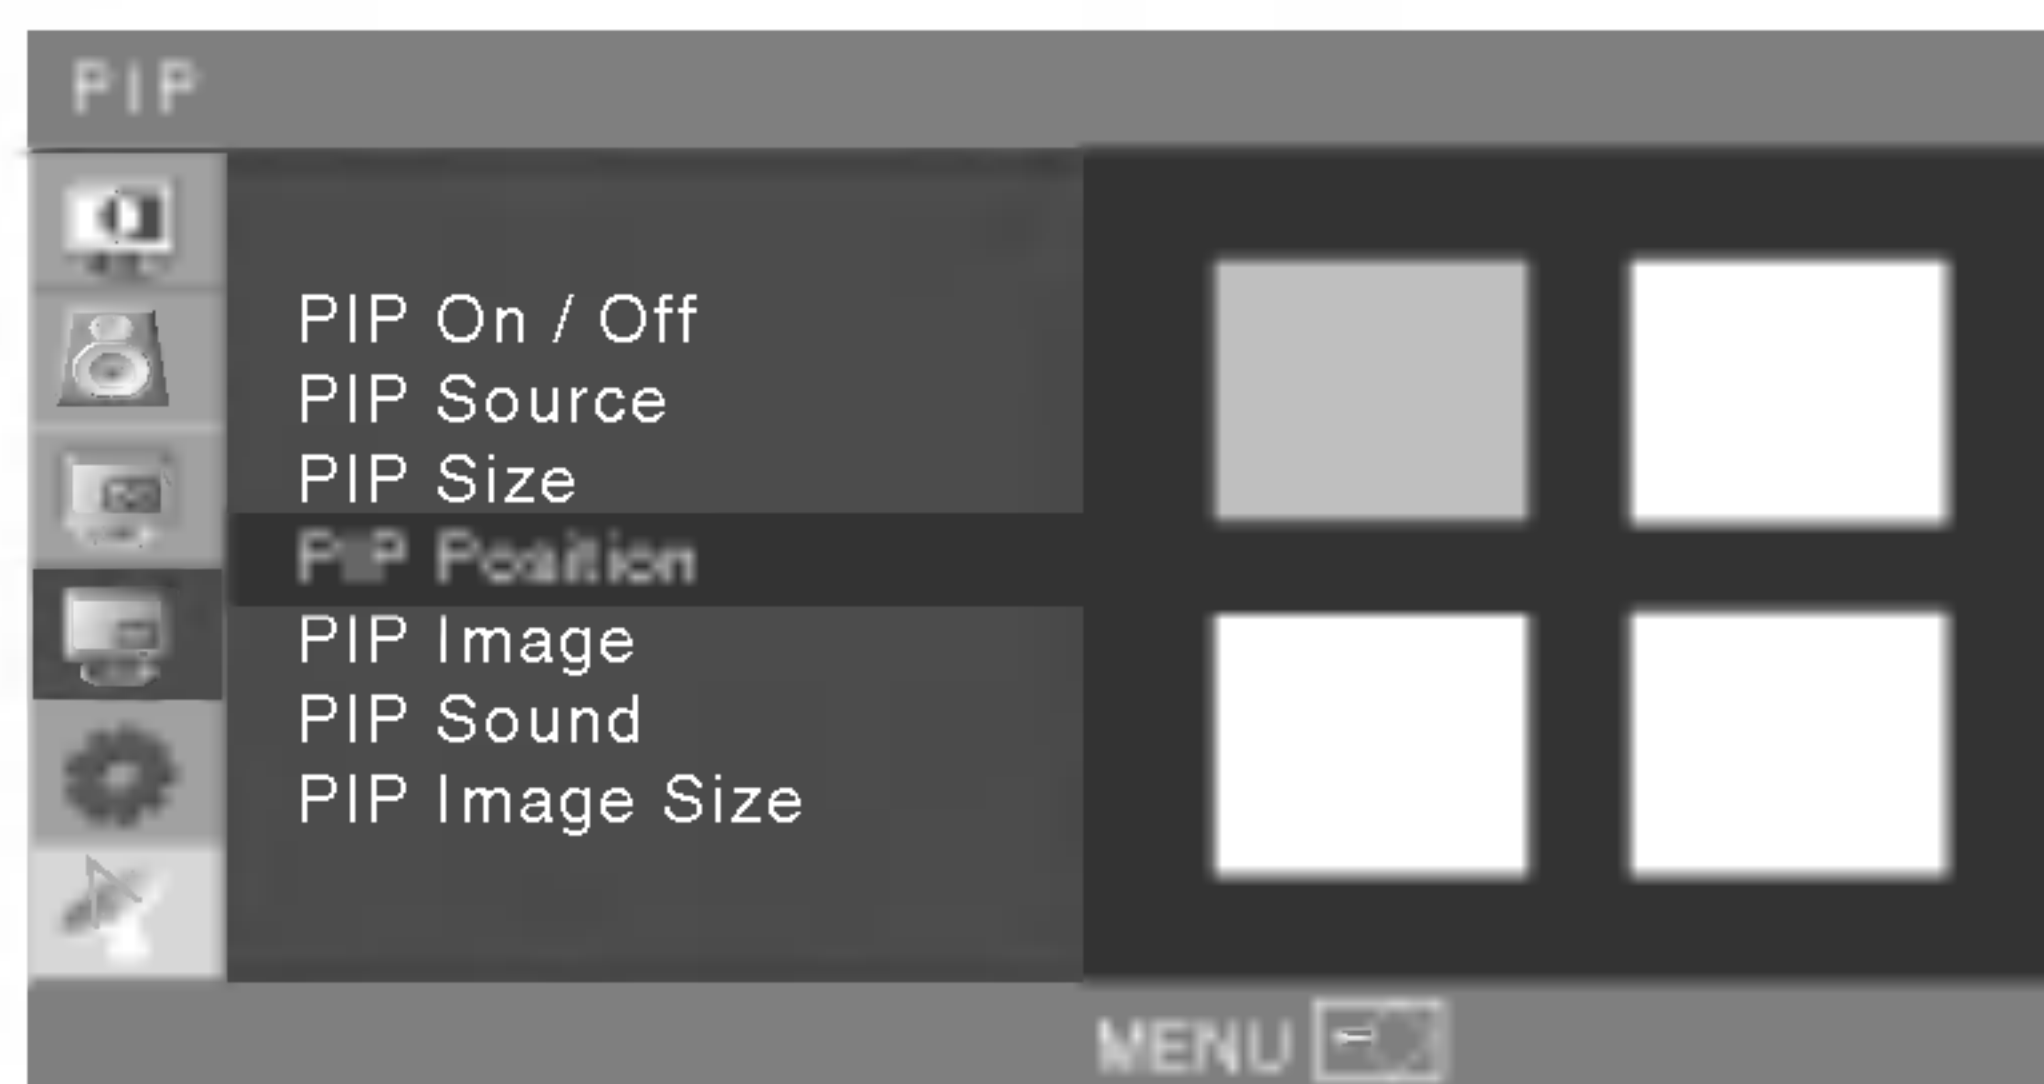 PIP
PIP On / Off
PIP Source
PIP Size
PIP Position
PIP Image
PIP Sound
PIP Image Size
MENU